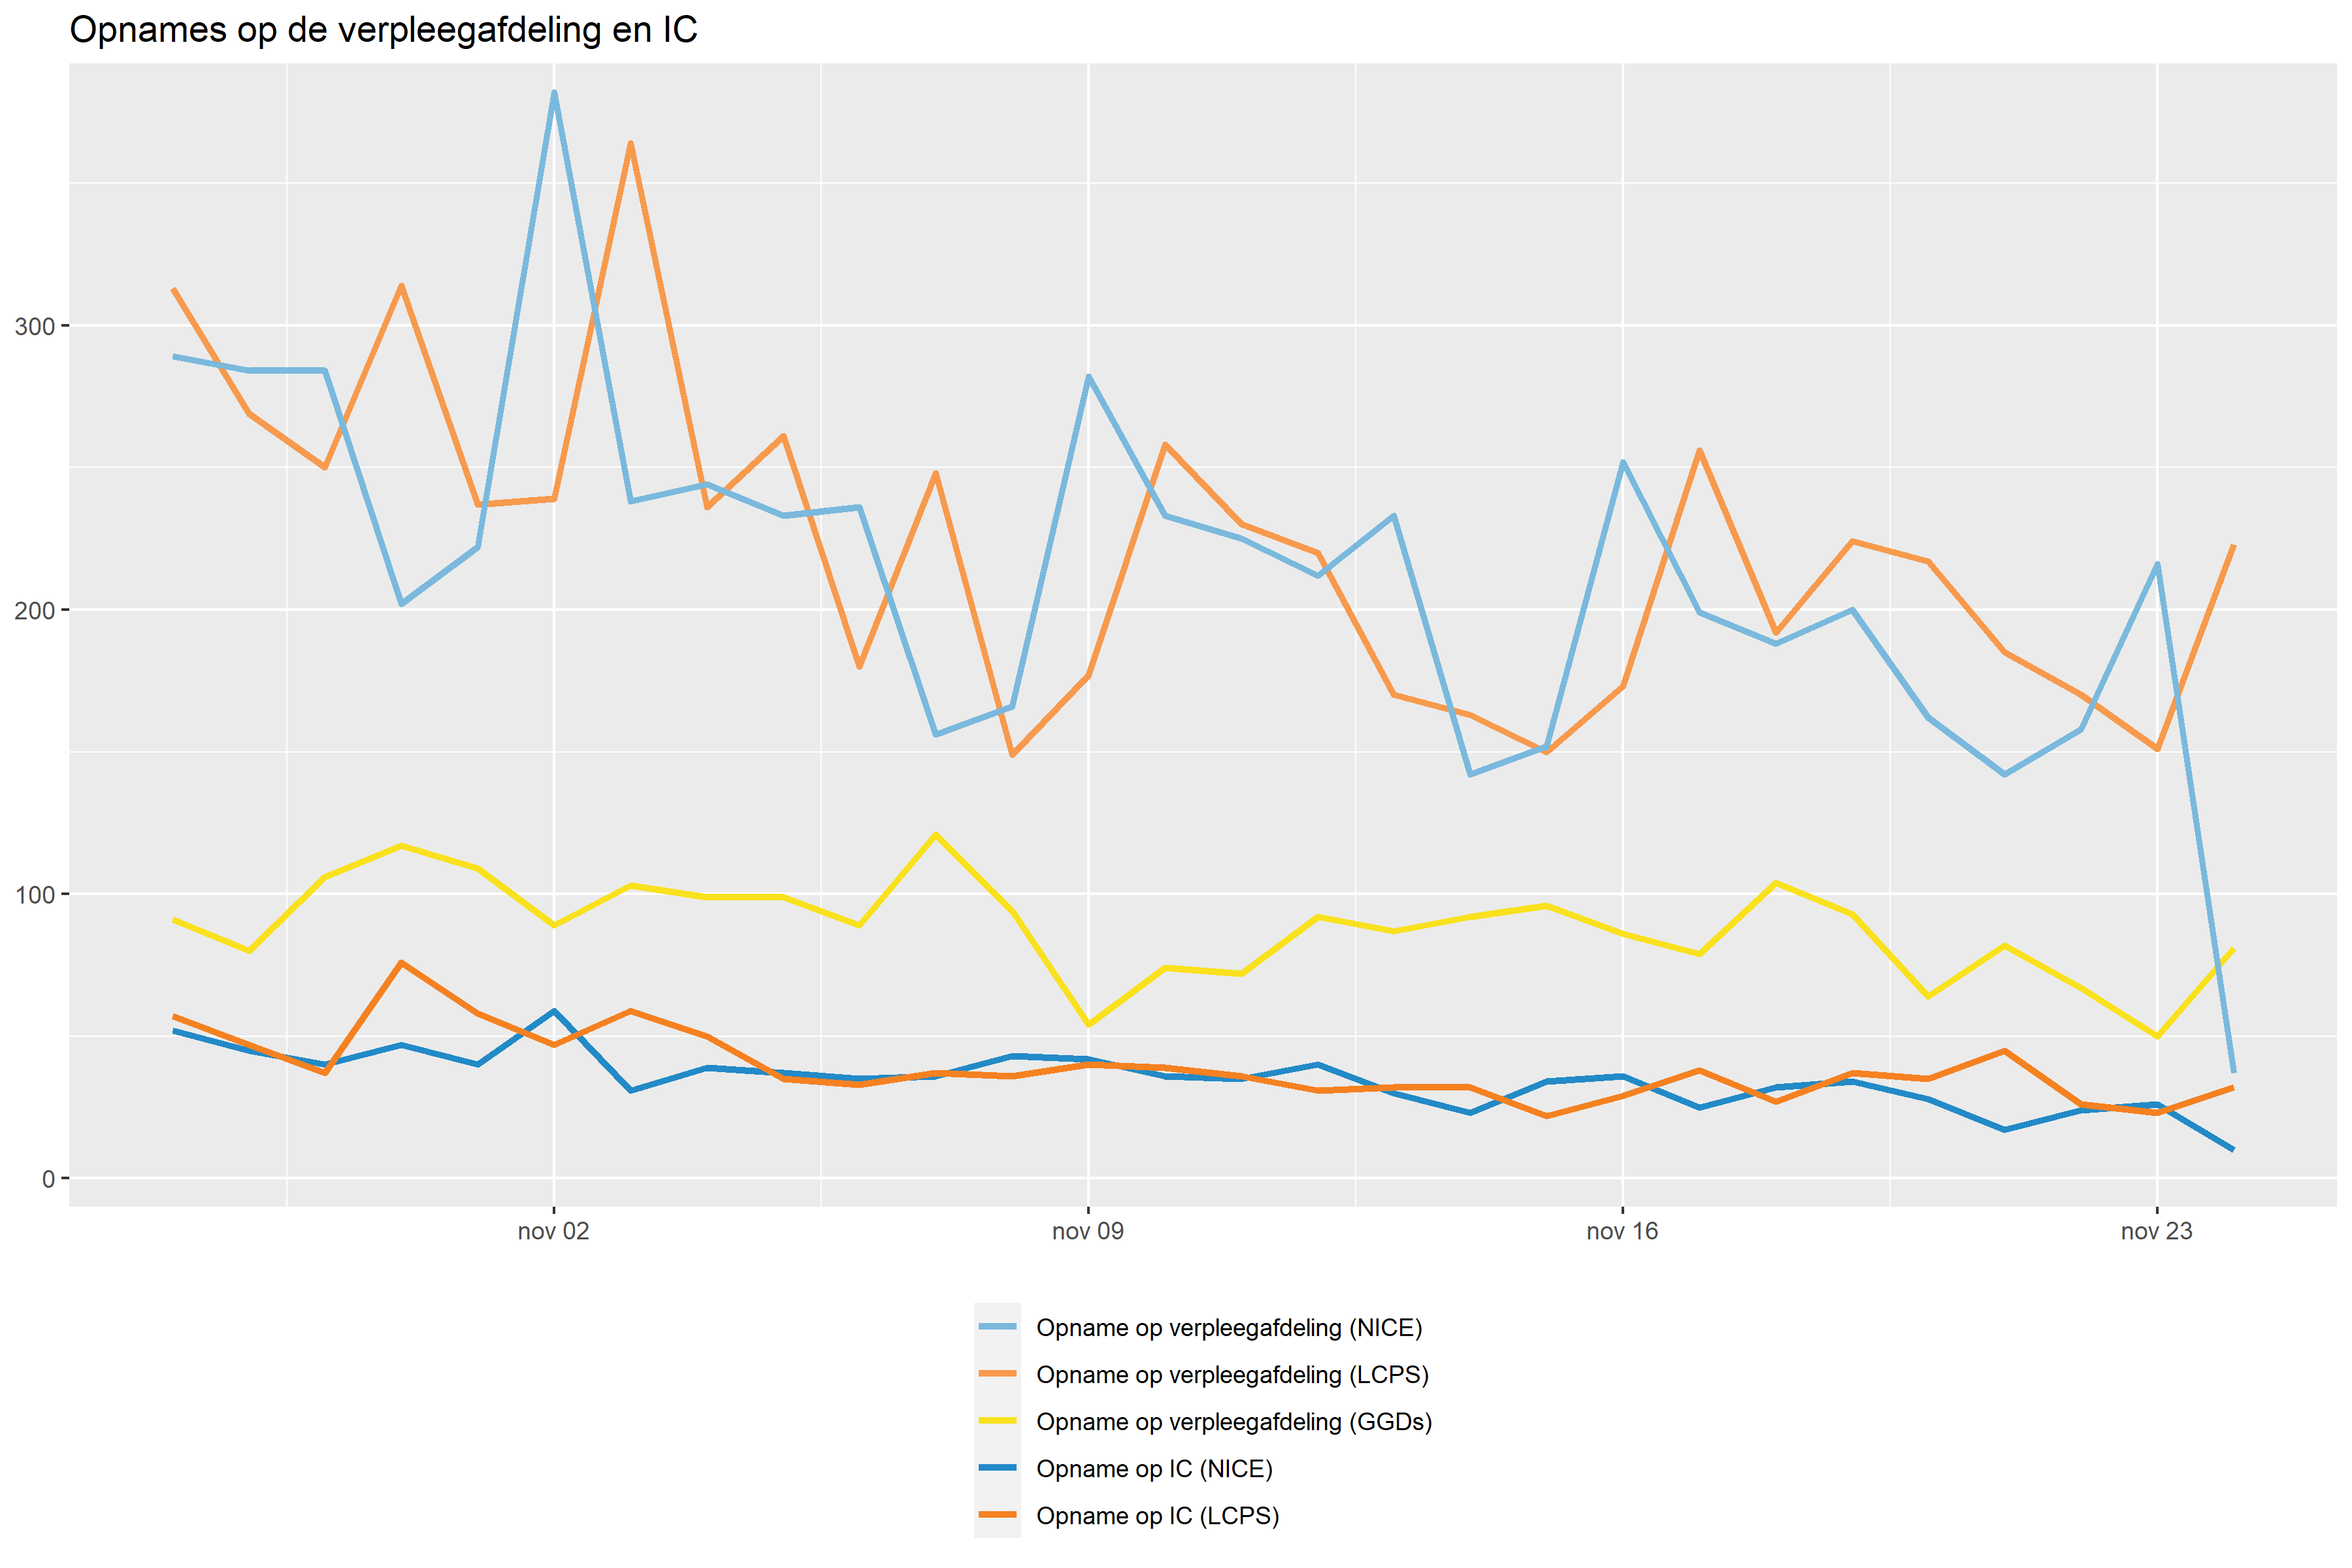 Opnames op de verpleegafdeling en IC
300
200
100
0
nov 02 nov 09 nov 16 nov 23
Opname op verpleegafdeling (NICE)
Opname op verpleegafdeling (LCPS)
Opname op verpleegafdeling (GGDs)
Opname op IC (NICE)
Opname op IC (LCPS)